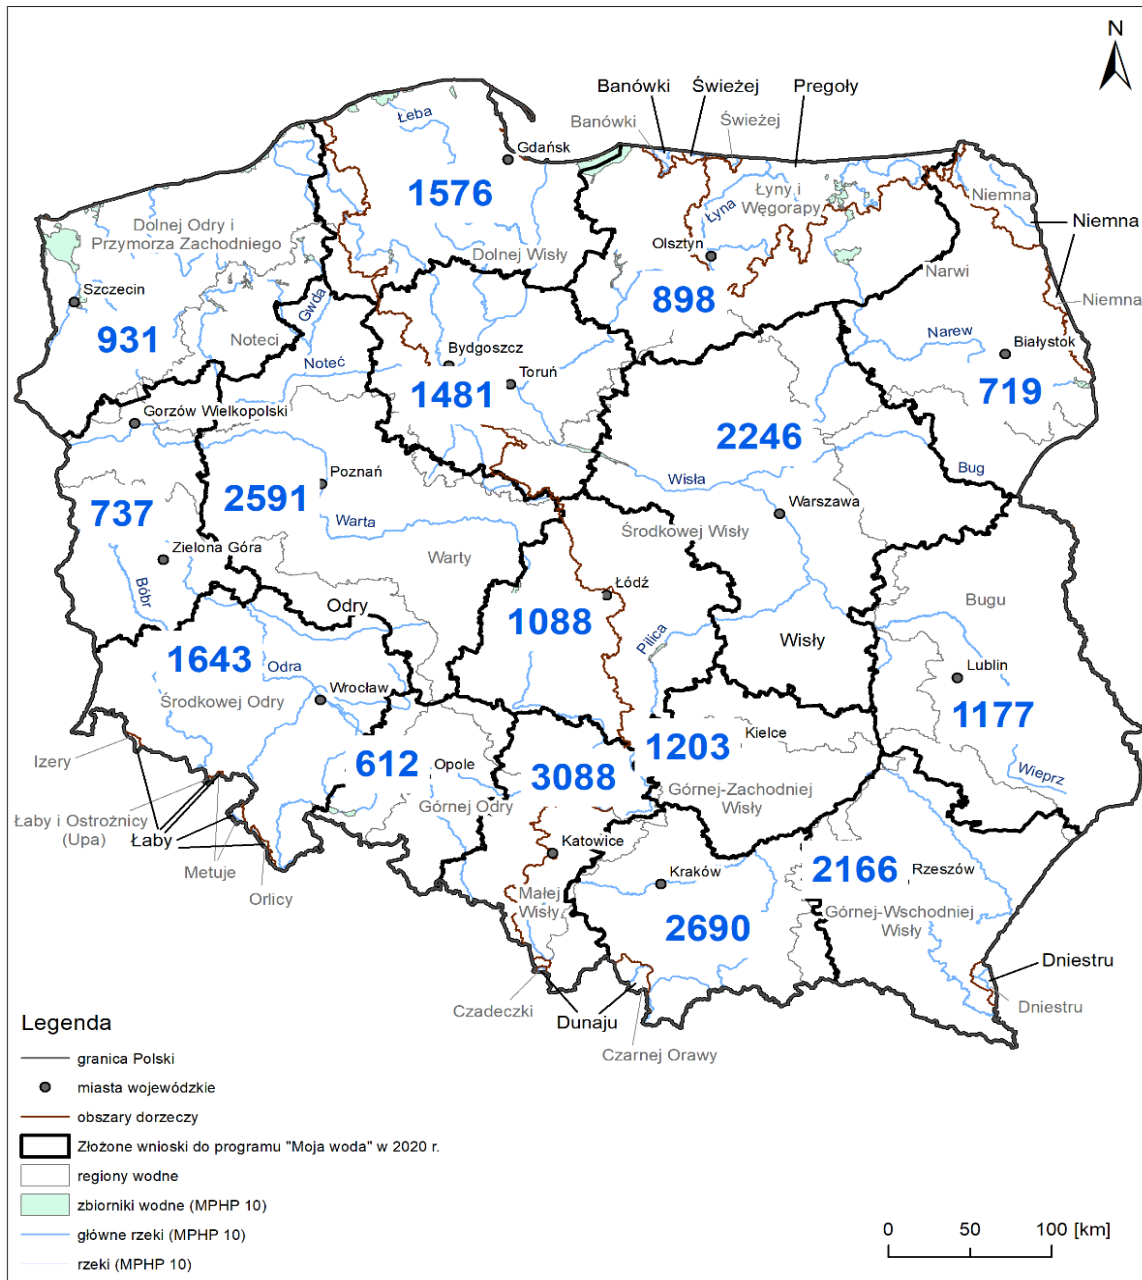 N
Banówki
Świeżej
Pregoły
Banówki
Świeżej
Łeba
Gdańsk
1576
Łyny i
Węgorapy
Niemna
Łyna
Niemna
Dolnej Odry i
Przymorza Zachodniego
Dolnej Wisły
Olsztyn
Narwi
Szczecin
Gwda
898
Niemna
931
Noteci
Narew
Białystok
Noteć
Bydgoszcz
Toruń
1481
719
Gorzów Wielkopolski
2246
Bug
Poznań
Wisła
2591
737
Warszawa
Warta
Środkowej Wisły
Zielona Góra
Warty
Bóbr
Łódź
Odry
1088
Bugu
Pilica
Wisły
1643
Odra
Lublin
Wrocław
Środkowej Odry
1177
Izery
612
Opole
3088
1203
Kielce
Wieprz
Górnej Odry
Górnej-Zachodniej
Wisły
Łaby i Ostrożnicy
(Upa)
Łaby
Katowice
Metuje
Kraków
2166
Rzeszów
Orlicy
Małej
Wisły
2690
Górnej-Wschodniej
Wisły
Dniestru
Czadeczki
Dunaju
Dniestru
Czarnej Orawy
Legenda
granica Polski
miasta wojewódzkie
obszary dorzeczy
Złożone wnioski do programu "Moja woda" w 2020 r.
regiony wodne
zbiorniki wodne (MPHP 10)
główne rzeki (MPHP 10)
rzeki (MPHP 10)
0 50 100 [km]